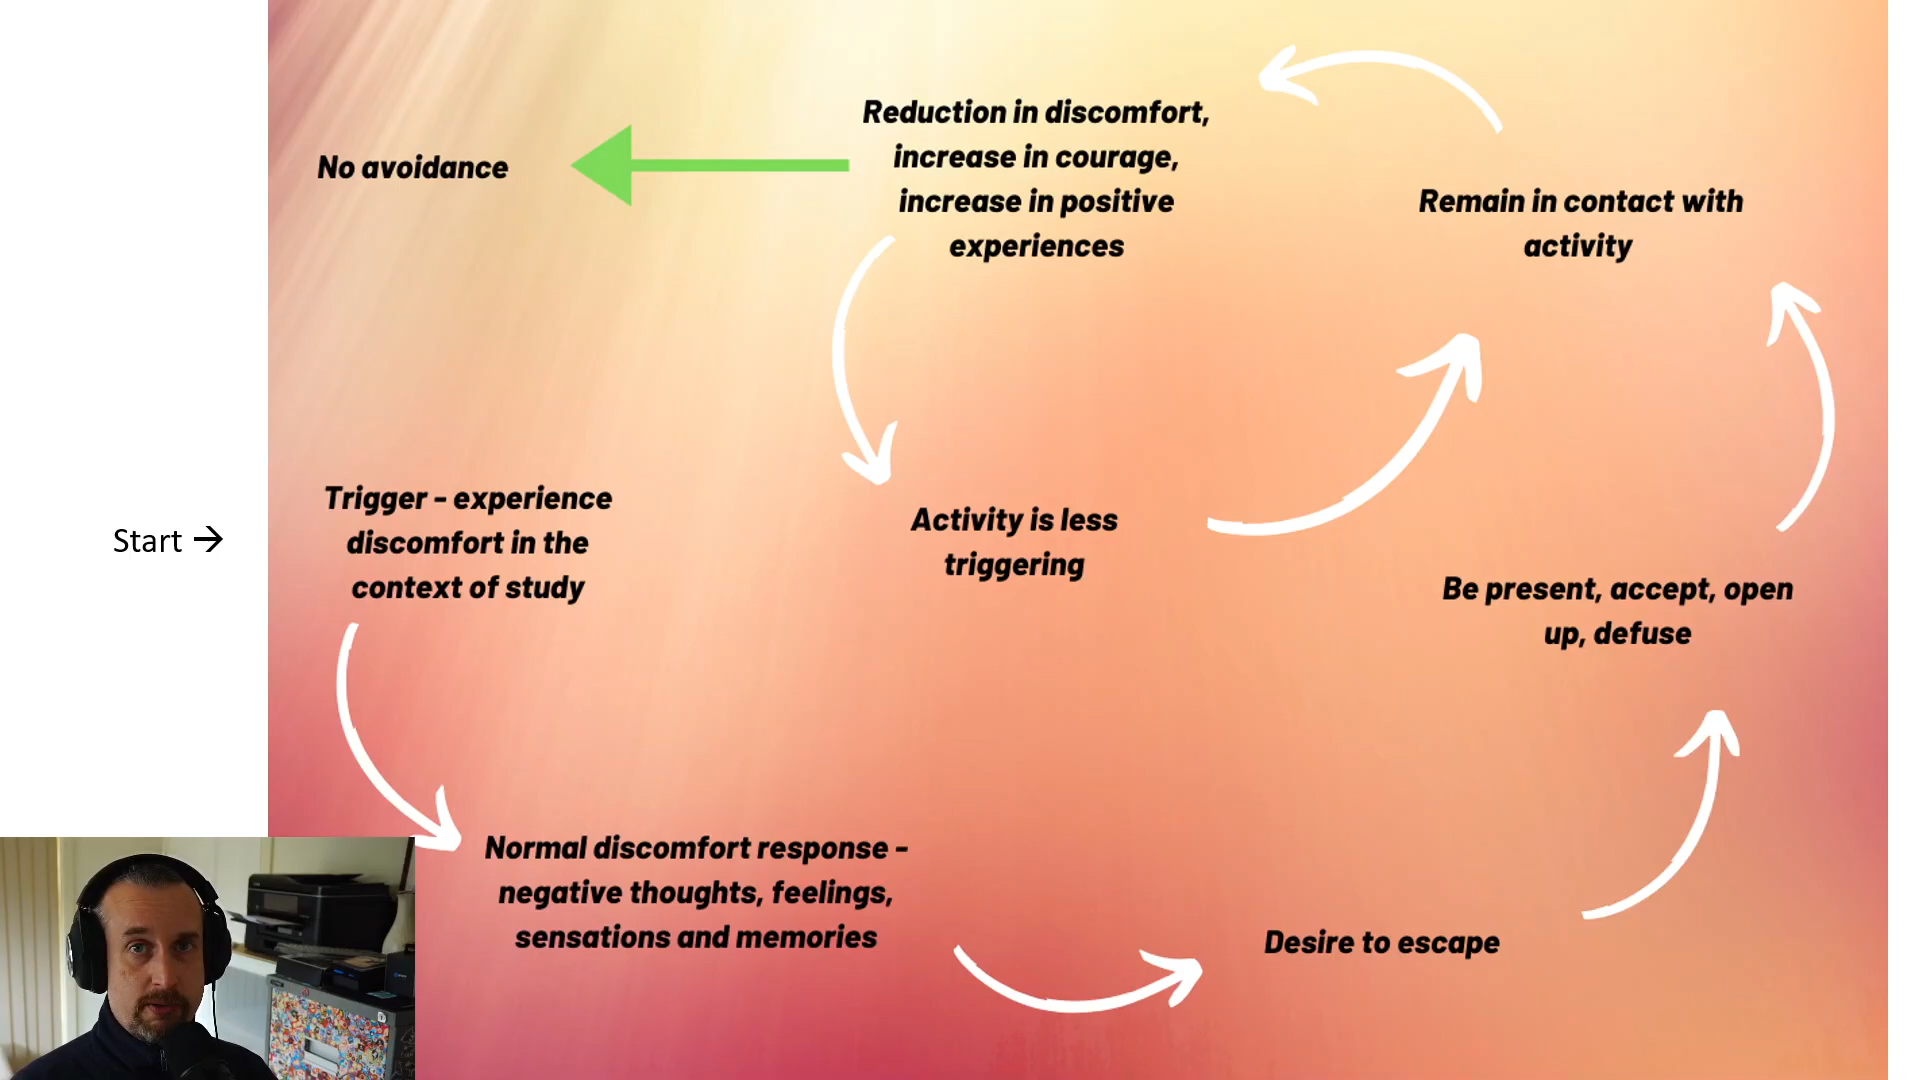 No avoidance
Reduction in discomfort,
increase in courage,
increase in positive
experiences
Remain in contact with
activity
Start →
Trigger - experience
discomfort in the
context of study
Activity is less
triggering
Be present, accept, open
up, defuse
Normal discomfort response -
negative thoughts, feelings,
sensations and memories
Desire to escape